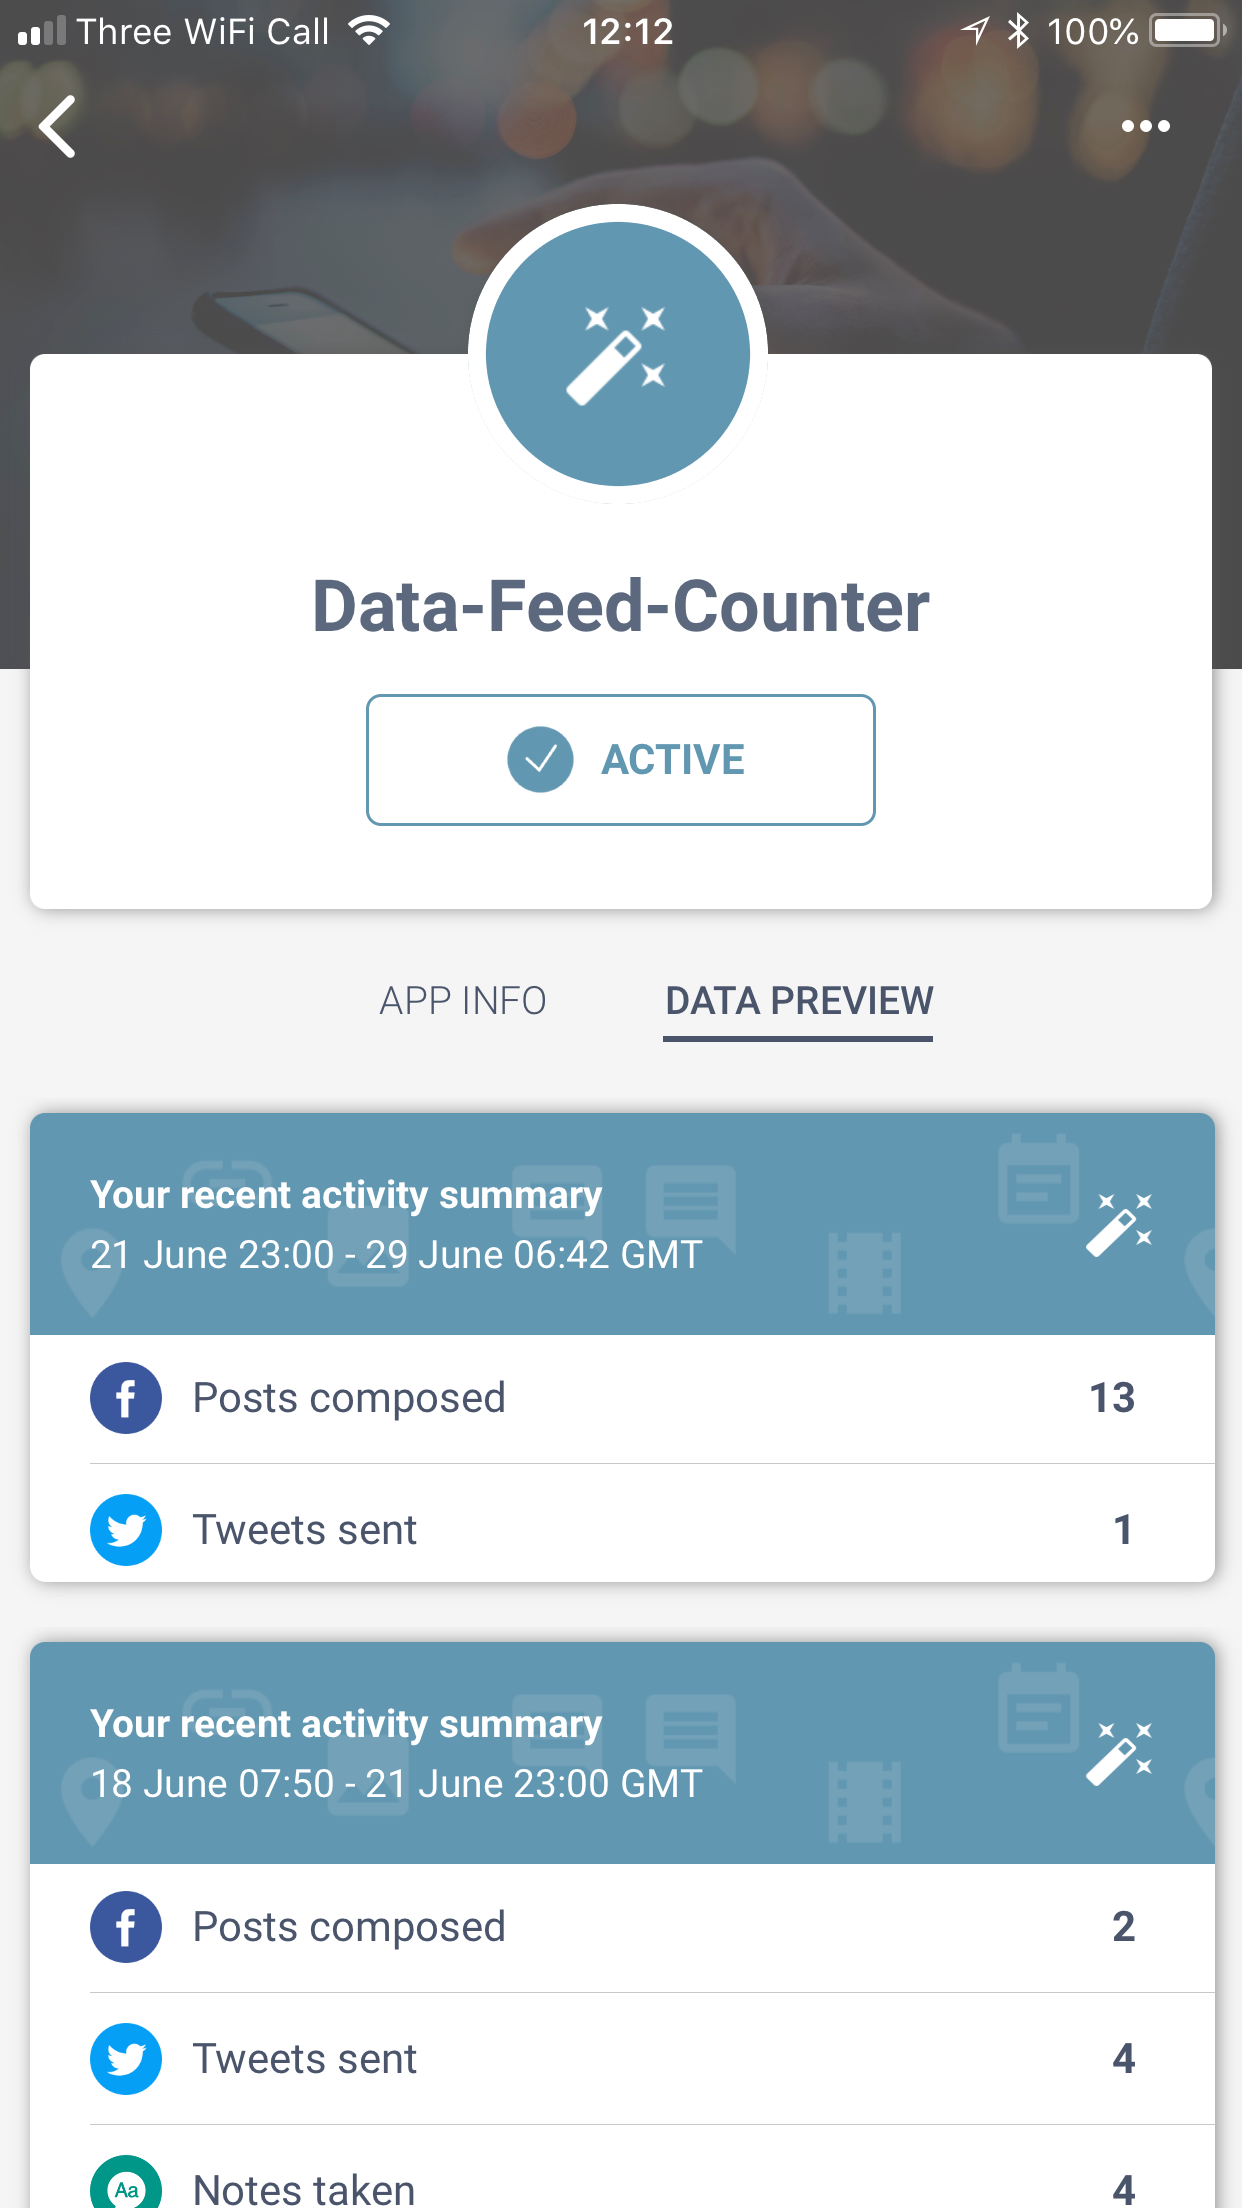 Three WiFi Call
12:12
100%
Data-Feed-Counter
ACTIVE
APP INFO
DATA PREVIEW
Your recent activity summary
21 June 23:00 - 29 June 06:42 GMT
f Posts composed 13
Tweets sent 1
Your recent activity summary
18 June 07:50 - 21 June 23:00 GMT
f Posts composed 2
Tweets sent 4
Aa Notes taken 4